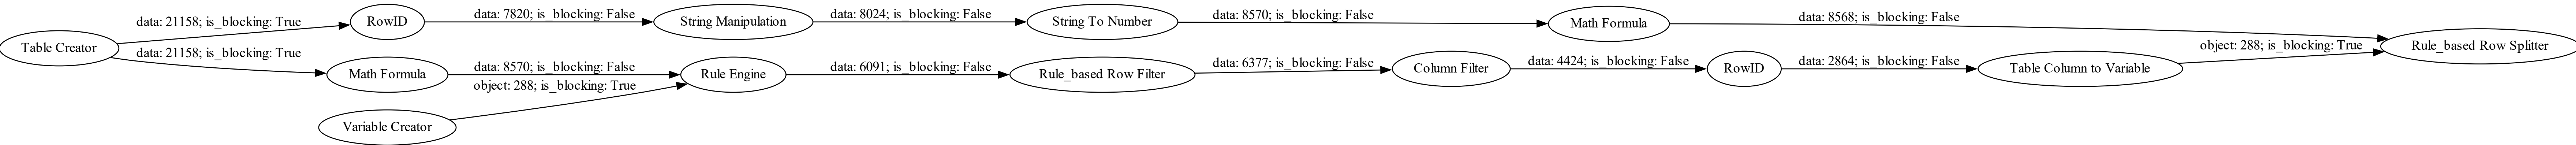 Table Creator
data: 21158; is_blocking: True
data: 21158; is_blocking: True
RowID
data: 7820; is_blocking: False
String Manipulation
data: 8024; is_blocking: False
String To Number
data: 8570; is_blocking: False
Math Formula
data: 8568; is_blocking: False
Math Formula
data: 8570; is_blocking: False
object: 288; is_blocking: True
Variable Creator
Rule Engine
data: 6091; is_blocking: False
Rule_based Row Filter
data: 6377; is_blocking: False
Column Filter
data: 4424; is_blocking: False
RowID
data: 2864; is_blocking: False
Table Column to Variable
object: 288; is_blocking: True
Rule_based Row Splitter